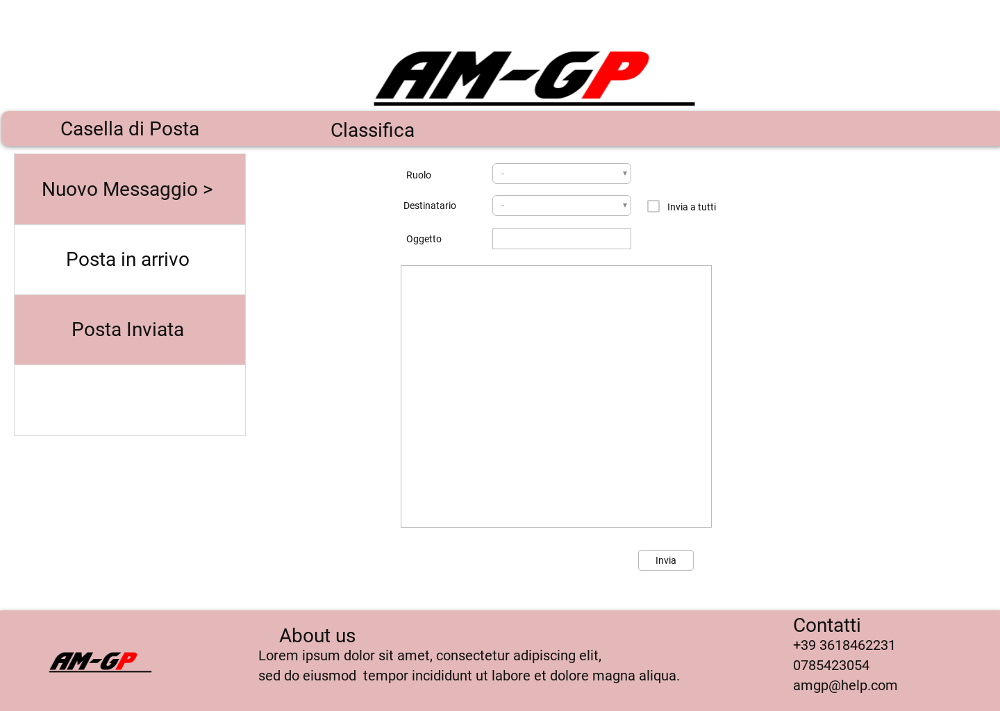 AM-GP
Casella di Posta
Classifica
Nuovo Messaggio >
Posta in arrivo
Posta Inviata
Ruolo
-
Destinatario
-
Invia a tutti
Oggetto
Invia
AM-GP
About us
Lorem ipsum dolor sit amet, consectetur adipiscing elit,
sed do eiusmod  tempor incididunt ut labore et dolore magna aliqua.
Contatti
+39 3618462231
0785423054
amgp@help.com